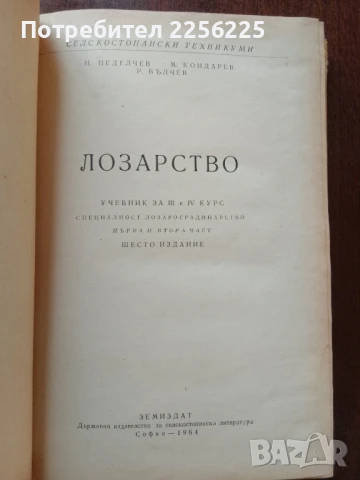 Потребител 2256225
СЕЛСКОСТОПАНСКИ ТЕХНИКУМИ
Н. НЕДЕЛЧЕВ М. КОНДАРЕВ
Р. ВЪЛЧЕВ
ЛОЗАРСТВО
УЧЕБНИК ЗА III и IV КУРС
СПЕЦИАЛНОСТ ЛОЗАРОГРАДИНАРСТВО
ПЪРВА И ВТОРА ЧАСТ
ШЕСТО ИЗДАНИЕ
ЗЕМИЗДАТ
Държавно издателство за селскостопанска литература
София — 1964
BAZAR